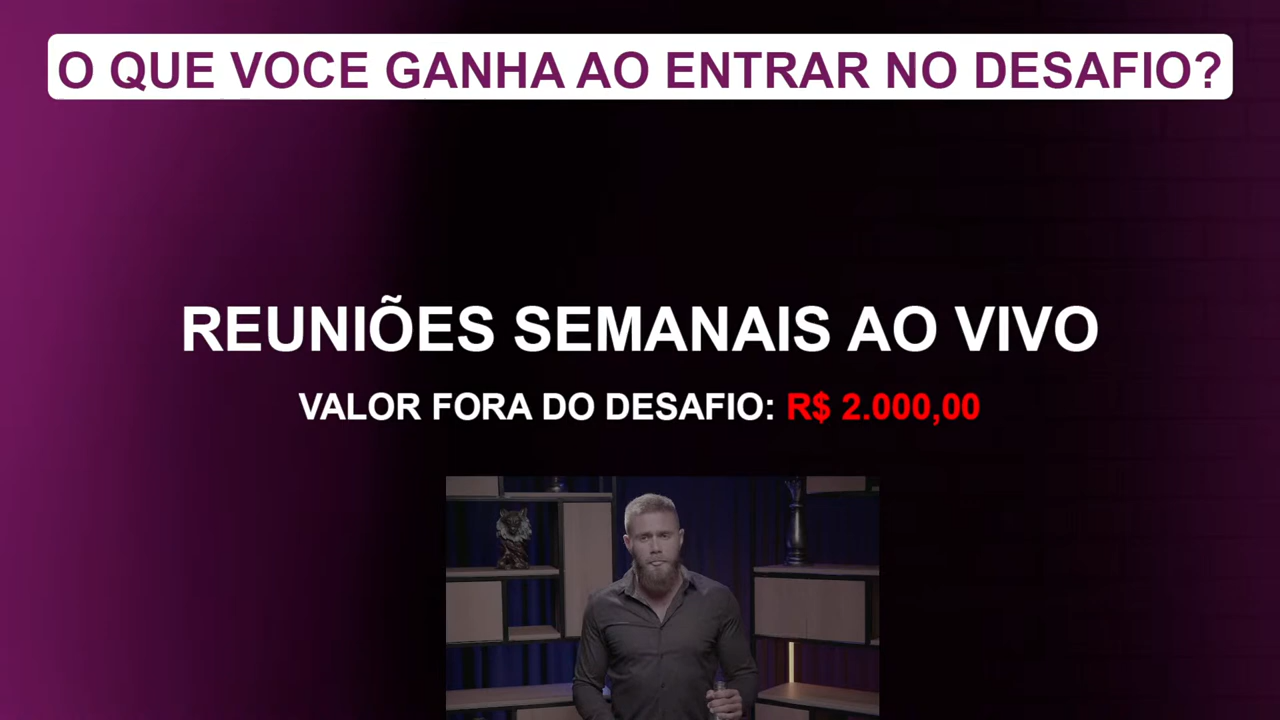 O QUE VOCE GANHA AO ENTRAR NO DESAFIO?
REUNIÕES SEMANAIS AO VIVO
VALOR FORA DO DESAFIO: R$ 2.000,00